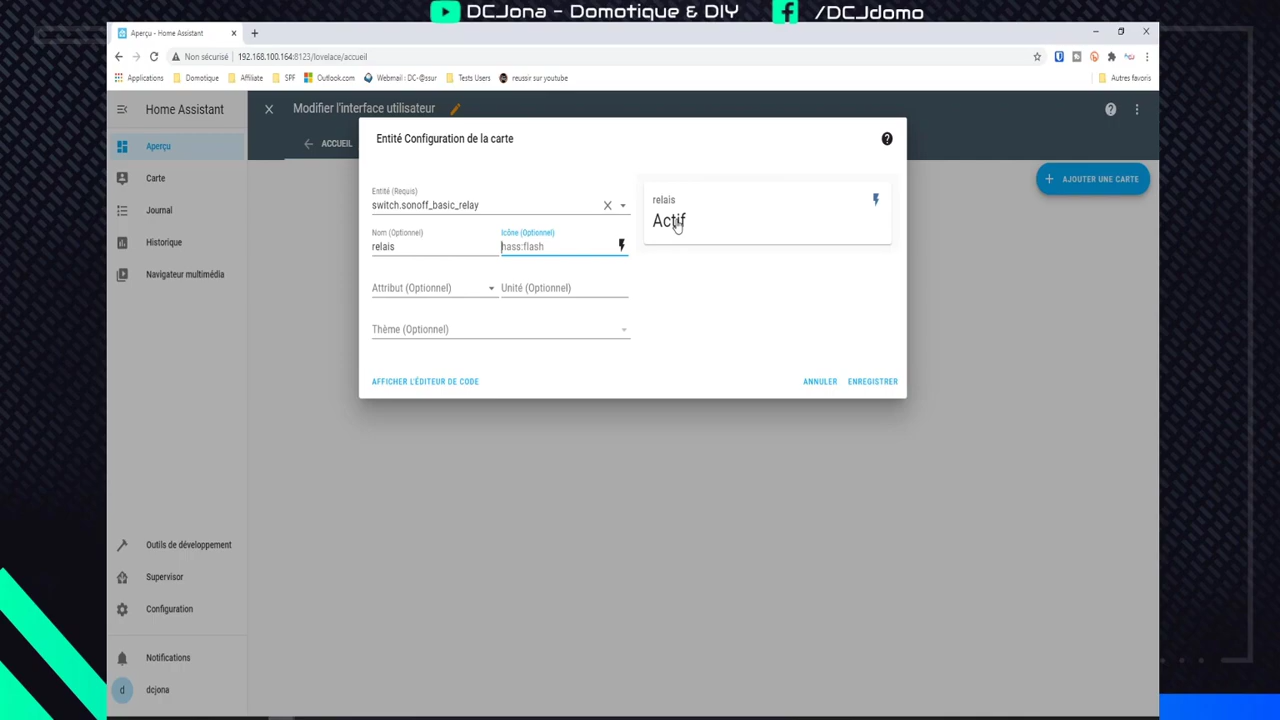 DCJona - Domotique & DIY
/DCJdomo
Aperçu - Home Assistant
Non sécurisé
192.168.100.164:8123/lovelace/accueil
Applications
Domotique
Affiliate
SPF
Outlook.com
Webmail : DC-@ssur
Tests Users
reussir sur youtube
Autres favoris
Home Assistant
Modifier l'interface utilisateur
ACCUEIL
AJOUTER UNE CARTE
Aperçu
Carte
Journal
Historique
Navigateur multimédia
Outils de développement
Supervisor
Configuration
Notifications
d
dcjona
Entité Configuration de la carte
Entité (Requis)
switch.sonoff_basic_relay
Nom (Optionnel)
relais
Icône (Optionnel)
hass:flash
Attribut (Optionnel)
Unité (Optionnel)
Thème (Optionnel)
AFFICHER L'ÉDITEUR DE CODE
ANNULER
ENREGISTRER
relais
Actif